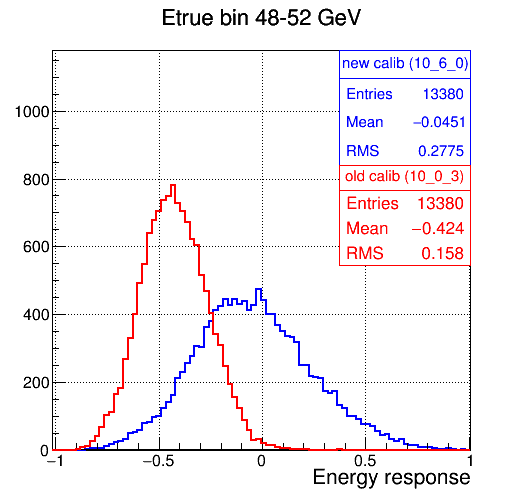 Etrue bin 48-52 GeV
new calib (10_6_0)
Entries 13380
Mean −0.0451
RMS 0.2775
old calib (10_0_3)
Entries 13380
Mean −0.424
RMS 0.158
1000
800
600
400
200
0
−1 −0.5 0 0.5 1
Energy response